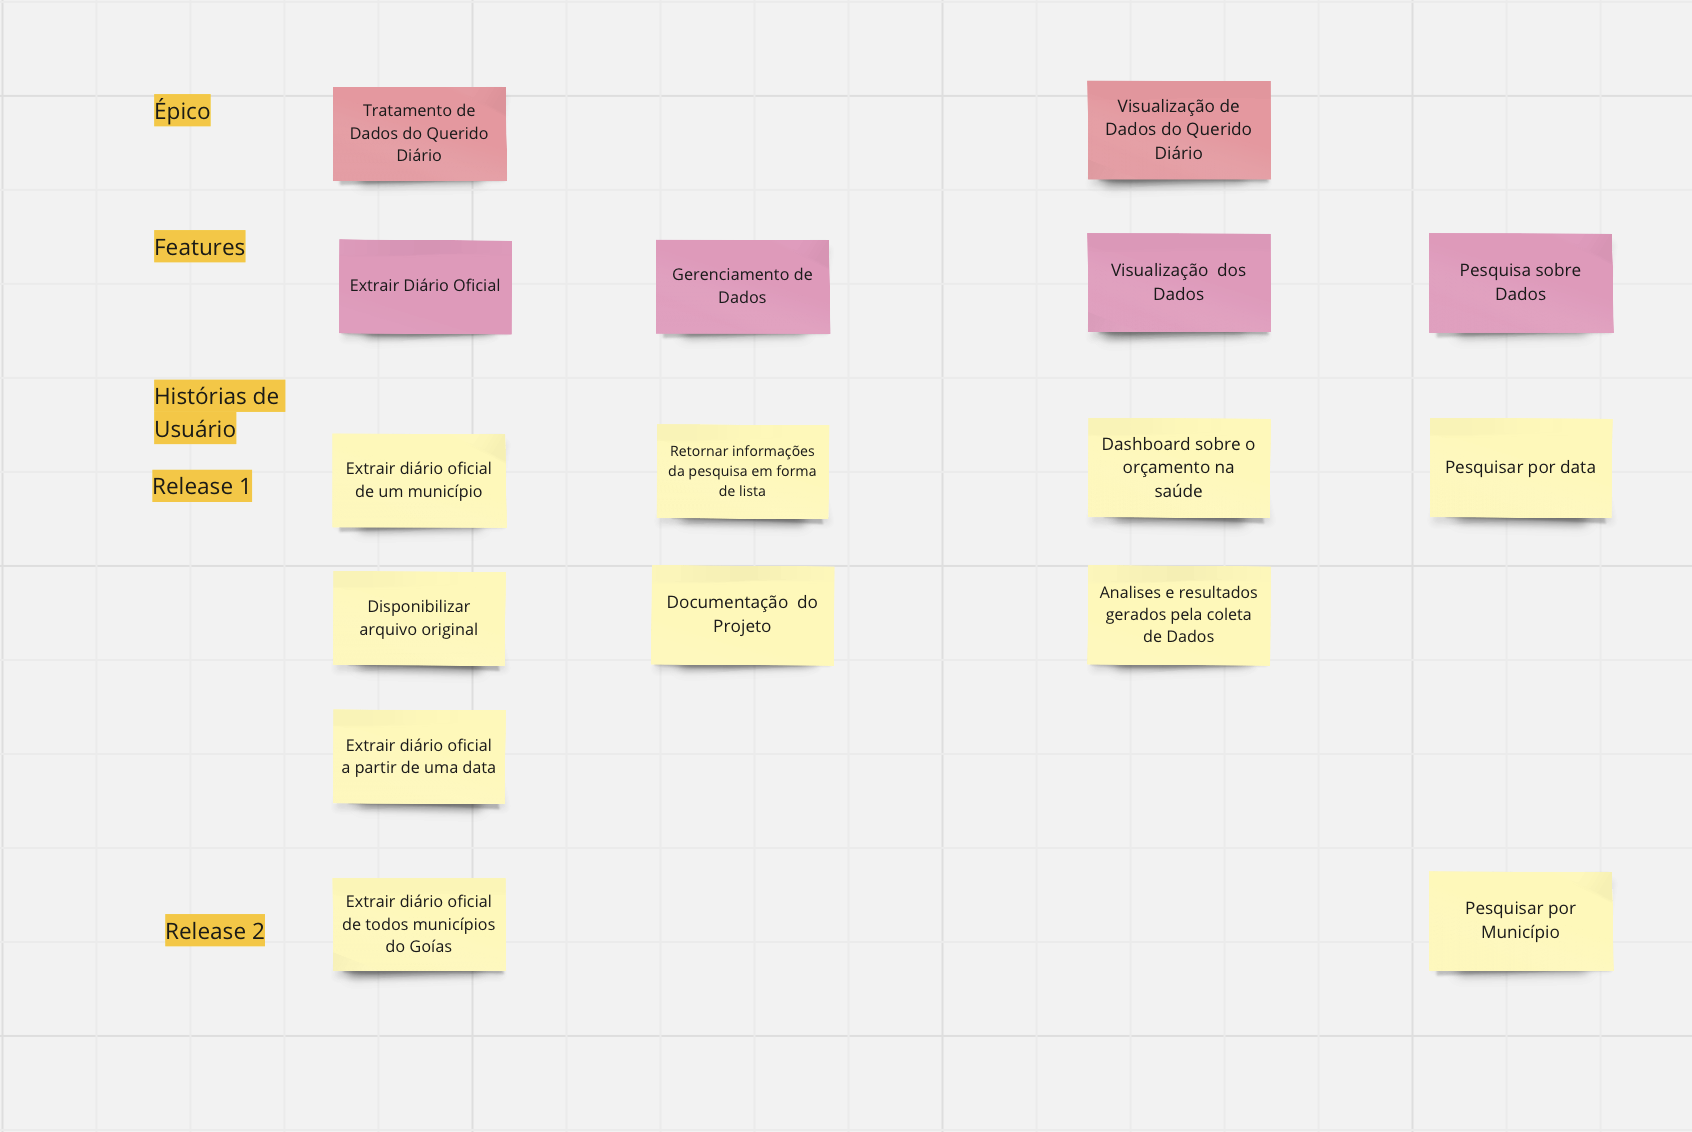 Épico
Tratamento de
Dados do Querido
Diário
Visualização de
Dados do Querido
Diário
Features
Extrair Diário Oficial
Gerenciamento de
Dados
Visualização dos
Dados
Pesquisa sobre
Dados
Histórias de
Usuário
Release 1
Extrair diário oficial
de um município
Retornar informações
da pesquisa em forma
de lista
Dashboard sobre o
orçamento na
saúde
Pesquisar por data
Disponibilizar
arquivo original
Documentação do
Projeto
Analises e resultados
gerados pela coleta
de Dados
Extrair diário oficial
a partir de uma data
Release 2
Extrair diário oficial
de todos municípios
do Goías
Pesquisar por
Município